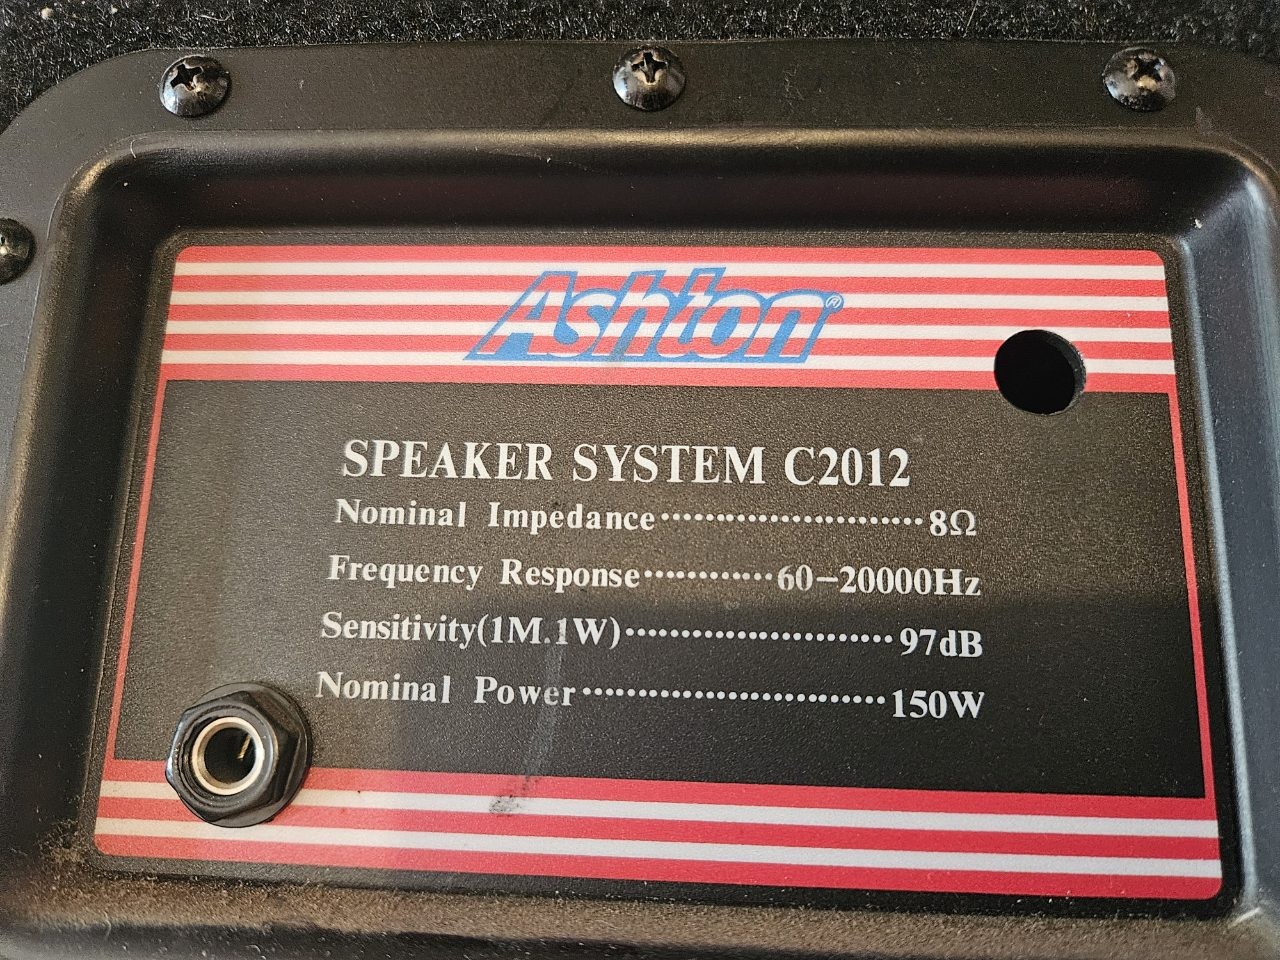 Ashton®
SPEAKER SYSTEM C2012
Nominal Impedance························8Ω
Frequency Response············60-20000Hz
Sensitivity(1M.1W)························97dB
Nominal Power···························150W